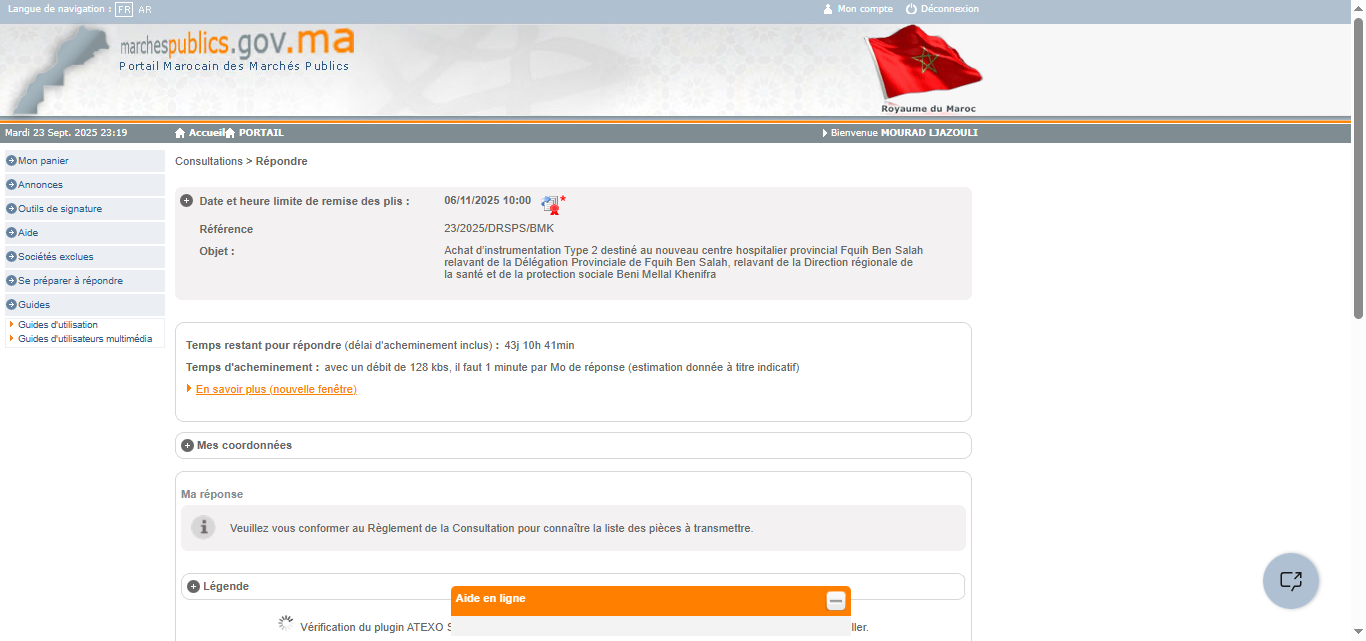 Langue de navigation : FR AR
Mon compte Déconnexion
marchespublics.gov.ma
Portail Marocain des Marchés Publics
Royaume du Maroc
Mardi 23 Sept. 2025 23:19
Accueil PORTAIL
Bienvenue MOURAD LJAZOULI
Mon panier
Annonces
Outils de signature
Aide
Sociétés exclues
Se préparer à répondre
Guides
Guides d'utilisation
Guides d'utilisateurs multimédia
Consultations > Répondre
Date et heure limite de remise des plis : 06/11/2025 10:00 *
Référence 23/2025/DRSPS/BMK
Objet : Achat d'instrumentation Type 2 destiné au nouveau centre hospitalier provincial Fquih Ben Salah
relavant de la Délégation Provinciale de Fquih Ben Salah, relavant de la Direction régionale de
la santé et de la protection sociale Beni Mellal Khenifra
Temps restant pour répondre (délai d'acheminement inclus) : 43j 10h 41min
Temps d'acheminement : avec un débit de 128 kbs, il faut 1 minute par Mo de réponse (estimation donnée à titre indicatif)
En savoir plus (nouvelle fenêtre)
Mes coordonnées
Ma réponse
Veuillez vous conformer au Règlement de la Consultation pour connaître la liste des pièces à transmettre.
Légende
Aide en ligne
Vérification du plugin ATEXO S
ller.